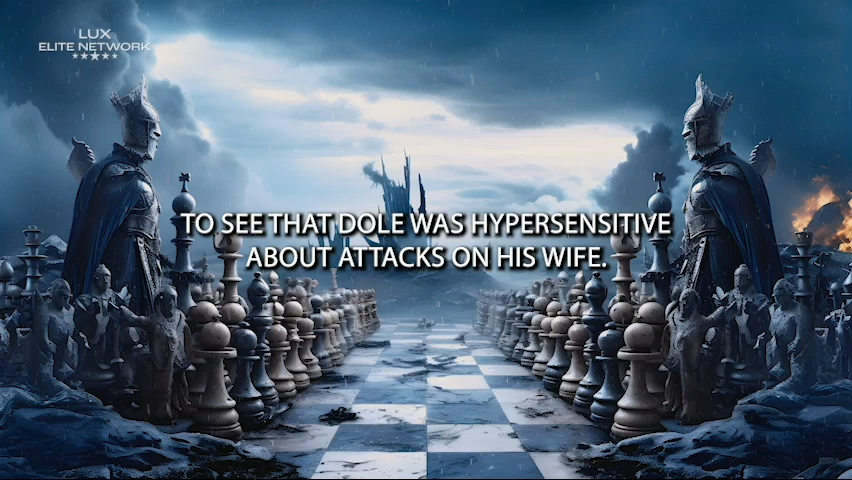 LUX
ELITE NETWORK
TO SEE THAT DOLE WAS HYPERSENSITIVE
ABOUT ATTACKS ON HIS WIFE.